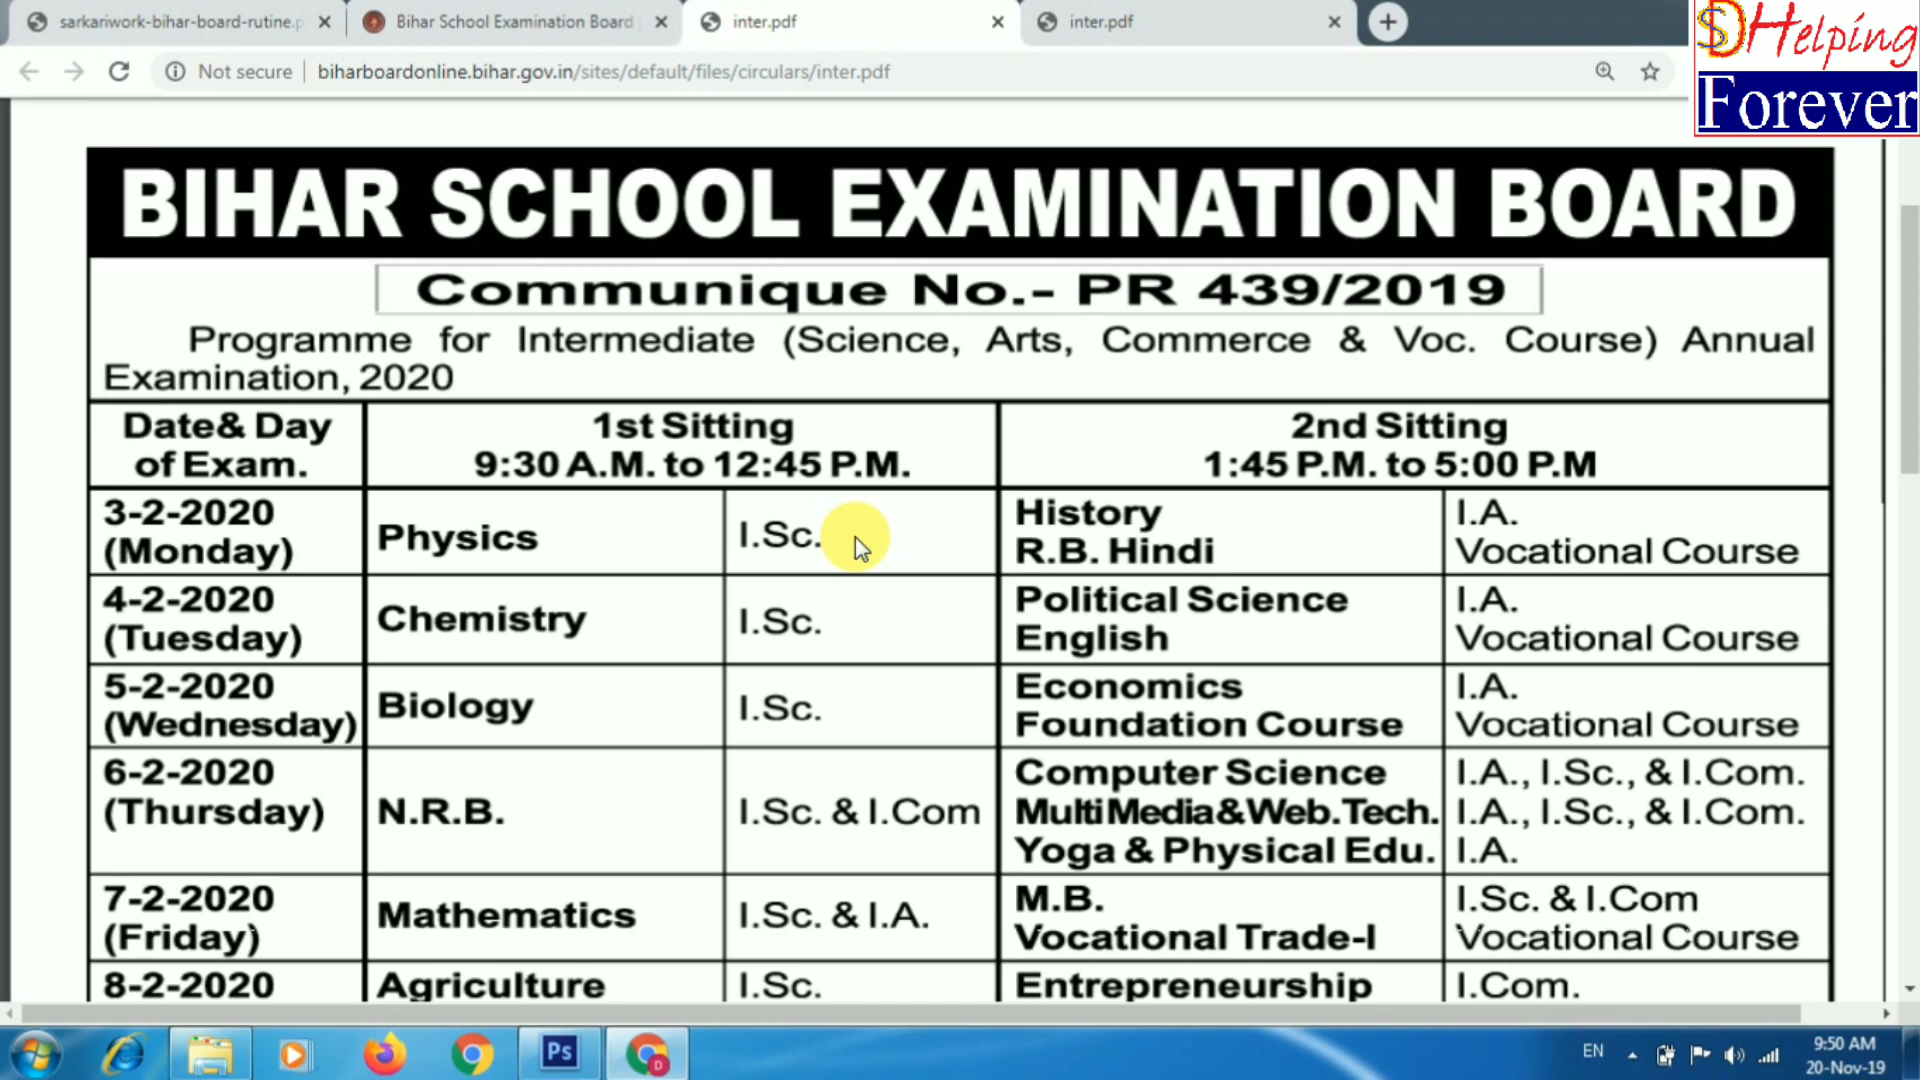 sarkariwork-bihar-board-rutine.p
Bihar School Examination Board
inter.pdf
inter.pdf
$DHelping
Forever
Not secure
biharboardonline.bihar.gov.in/sites/default/files/circulars/inter.pdf
BIHAR SCHOOL EXAMINATION BOARD
Communique No.- PR 439/2019
Programme for Intermediate (Science, Arts, Commerce & Voc. Course) Annual
Examination, 2020
Date& Day of Exam.
1st Sitting 9:30 A.M. to 12:45 P.M.
2nd Sitting 1:45 P.M. to 5:00 P.M
3-2-2020 Physics I.Sc. History I.A.
(Monday) R.B. Hindi Vocational Course
4-2-2020 Chemistry I.Sc. Political Science I.A.
(Tuesday) English Vocational Course
5-2-2020 Biology I.Sc. Economics I.A.
(Wednesday) Foundation Course Vocational Course
6-2-2020 Computer Science I.A., I.Sc., & I.Com.
(Thursday) N.R.B. I.Sc. & I.Com MultiMedia&Web.Tech. I.A., I.Sc., & I.Com.
Yoga & Physical Edu. I.A.
7-2-2020 Mathematics I.Sc. & I.A. M.B. I.Sc. & I.Com
(Friday) Vocational Trade-I Vocational Course
8-2-2020 Agriculture I.Sc. Entrepreneurship I.Com.
Ps
D
EN
9:50 AM
20-Nov-19